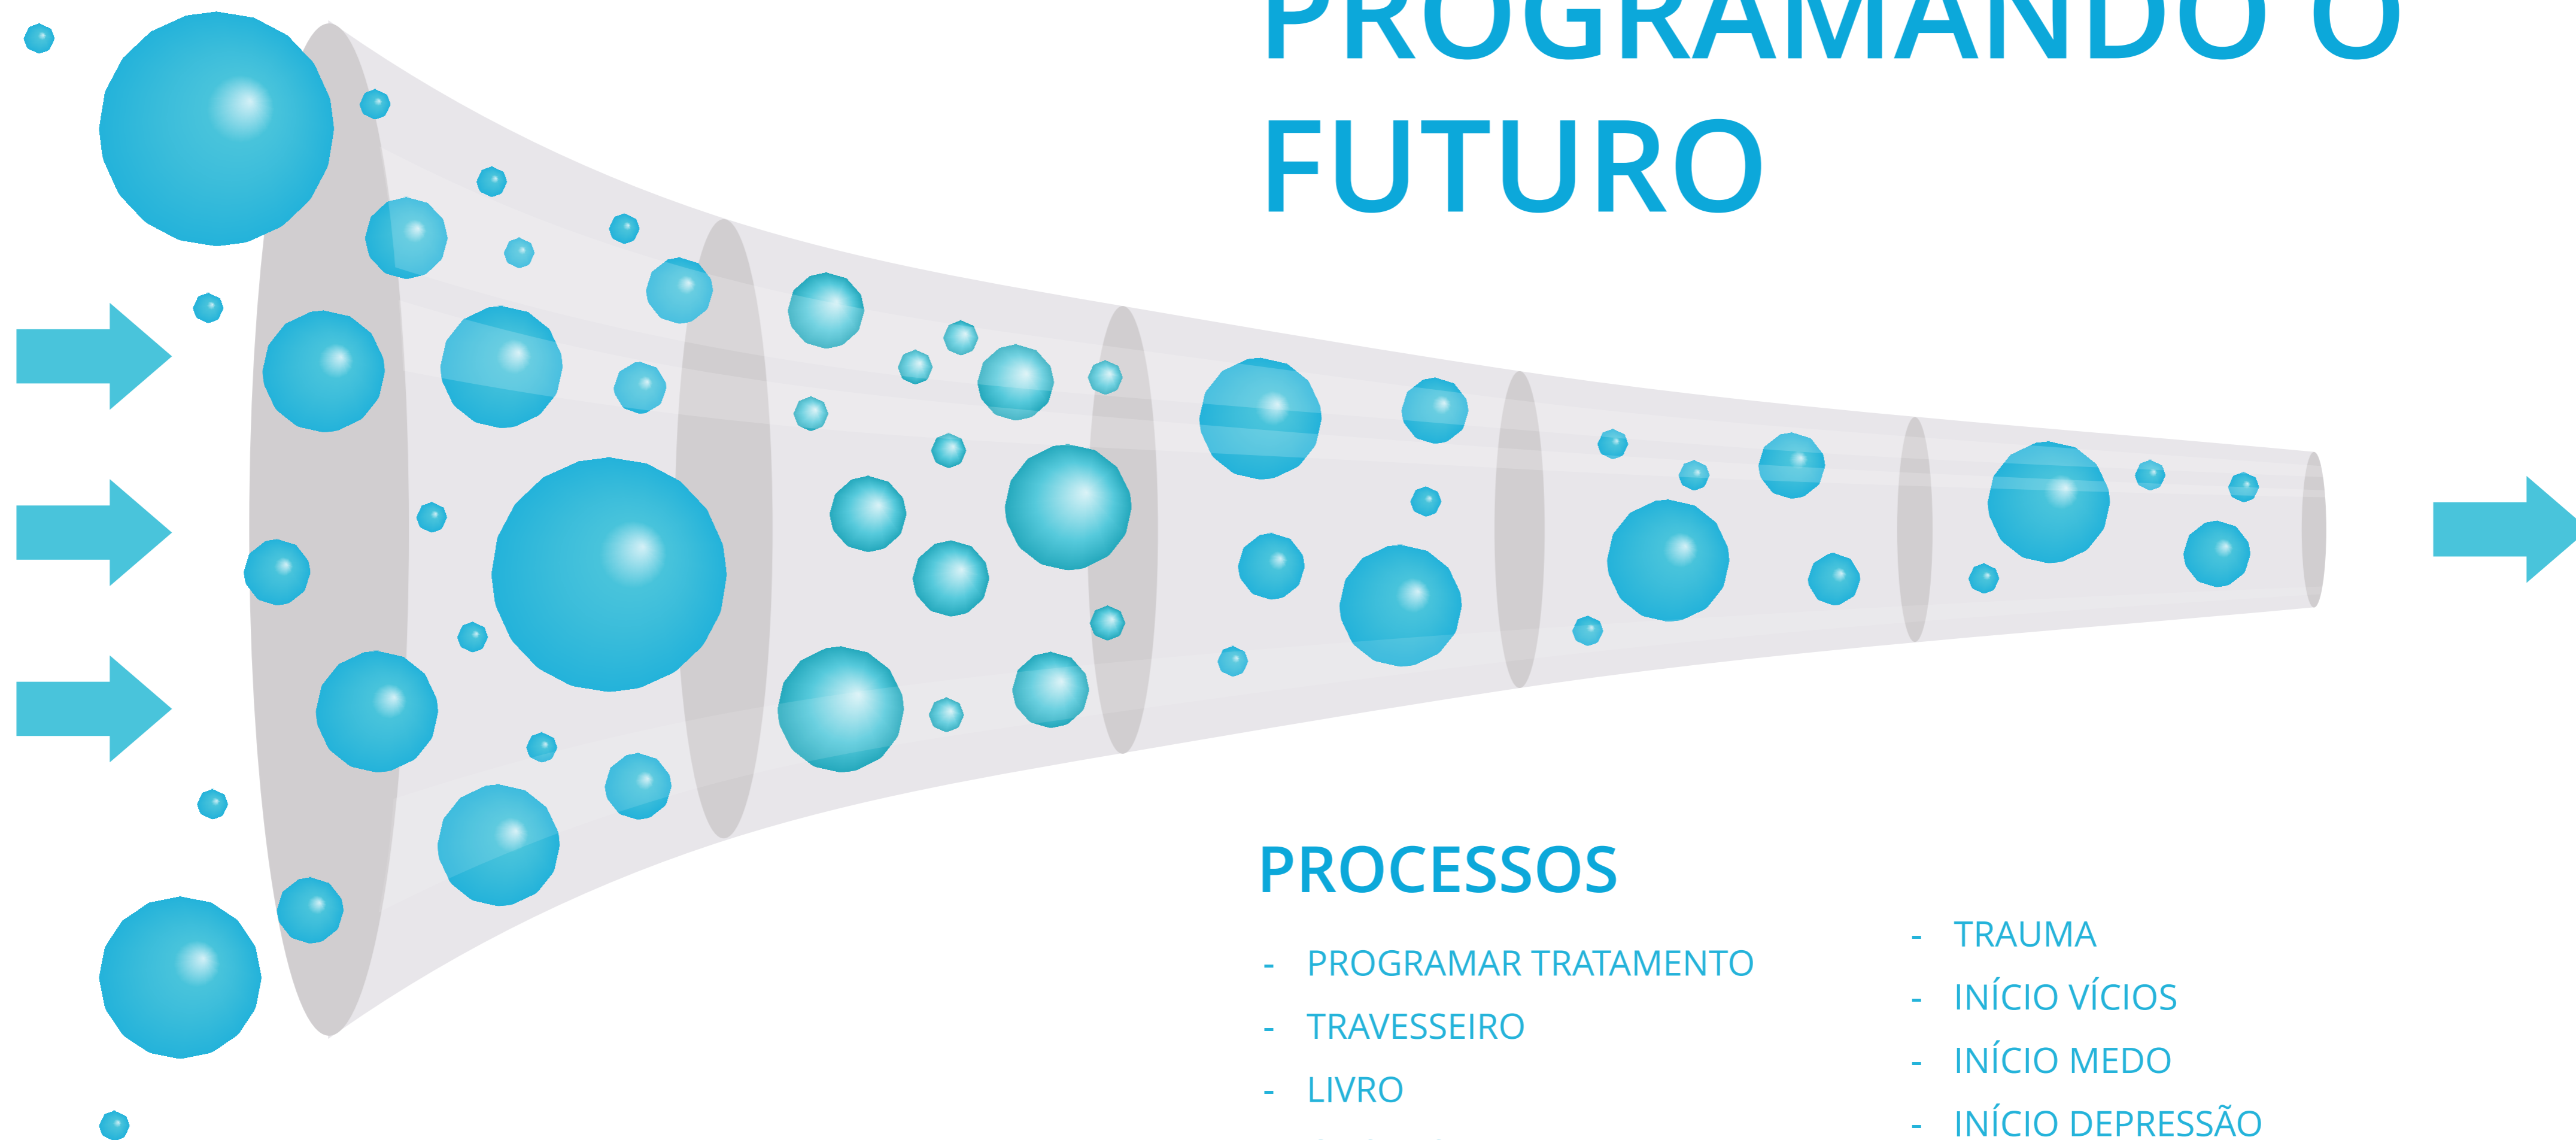 PROGRAMANDO O
FUTURO
PROCESSOS
- PROGRAMAR TRATAMENTO
- TRAVESSEIRO
- LIVRO
- TRAUMA
- INÍCIO VÍCIOS
- INÍCIO MEDO
- INÍCIO DEPRESSÃO